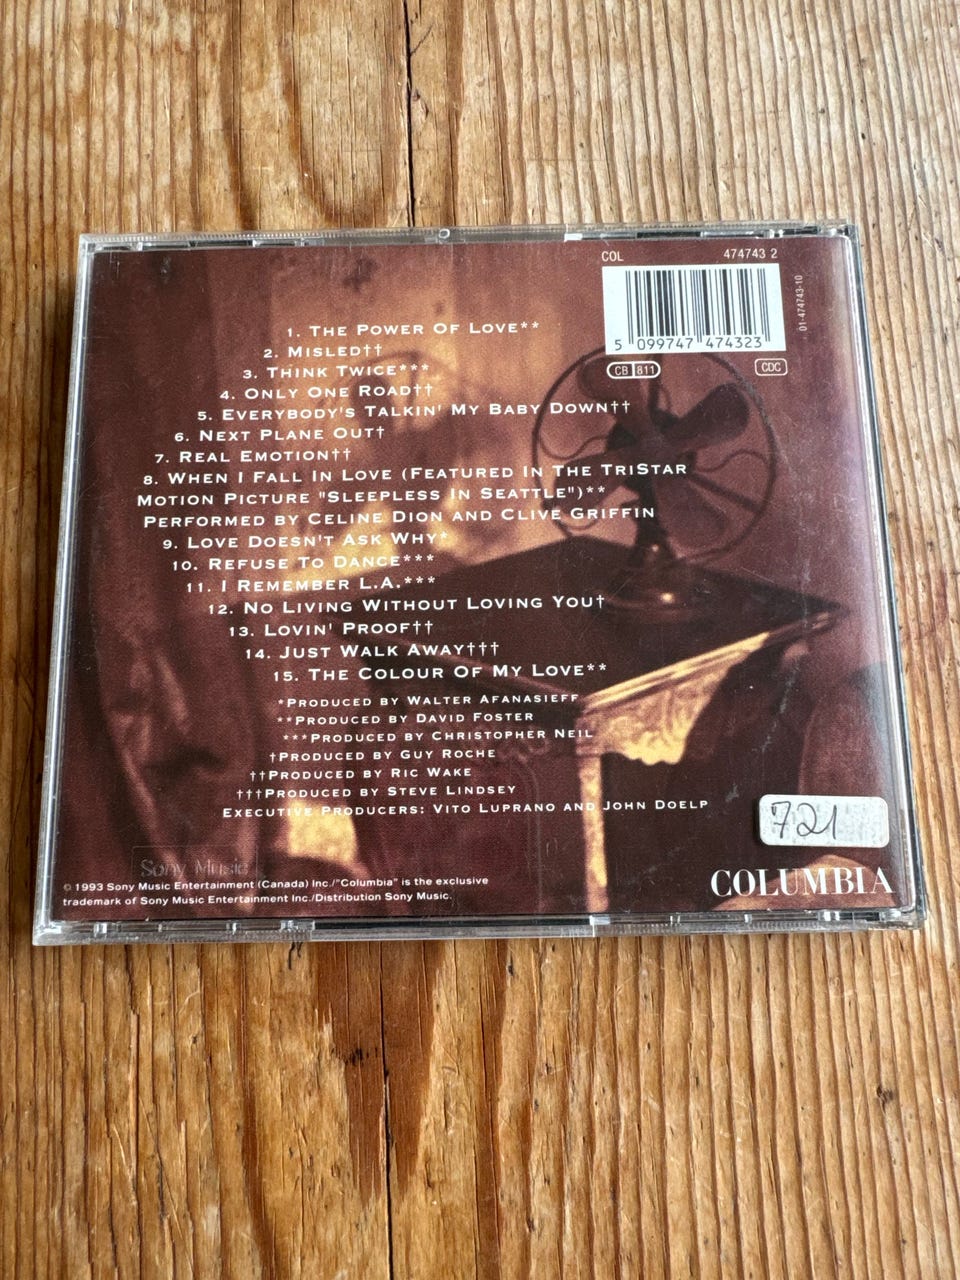 COL 474743 2
5 099747 474323
01-474743-10
CB 811 CDC
1. The Power Of Love**
2. Misled††
3. Think Twice***
4. Only One Road††
5. Everybody's Talkin' My Baby Down††
6. Next Plane Out†
7. Real Emotion††
8. When I Fall In Love (Featured In The TriStar
Motion Picture "Sleepless In Seattle")**
Performed by Celine Dion and Clive Griffin
9. Love Doesn't Ask Why*
10. Refuse To Dance***
11. I Remember L.A.***
12. No Living Without Loving You†
13. Lovin' Proof††
14. Just Walk Away†††
15. The Colour Of My Love**
*Produced by Walter Afanasieff
**Produced by David Foster
***Produced by Christopher Neil
†Produced by Guy Roche
††Produced by Ric Wake
†††Produced by Steve Lindsey
Executive Producers: Vito Luprano and John Doelp
721
Sony Music
© 1993 Sony Music Entertainment (Canada) Inc./"Columbia" is the exclusive
trademark of Sony Music Entertainment Inc./Distribution Sony Music.
COLUMBIA